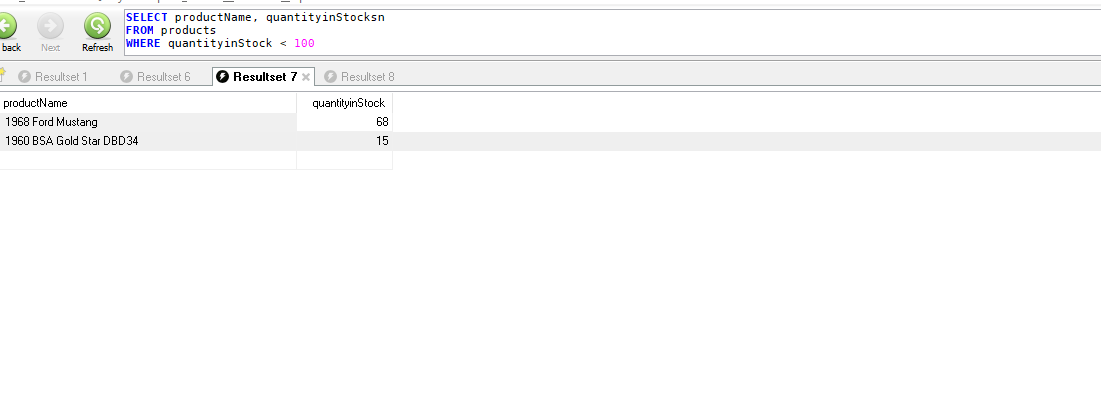 SELECT productName, quantityinStocksn
back Next Refresh FROM products
WHERE quantityinStock < 100
Resultset 1 Resultset 6 Resultset 7 Resultset 8
productName quantityinStock
1968 Ford Mustang 68
1960 BSA Gold Star DBD34 15